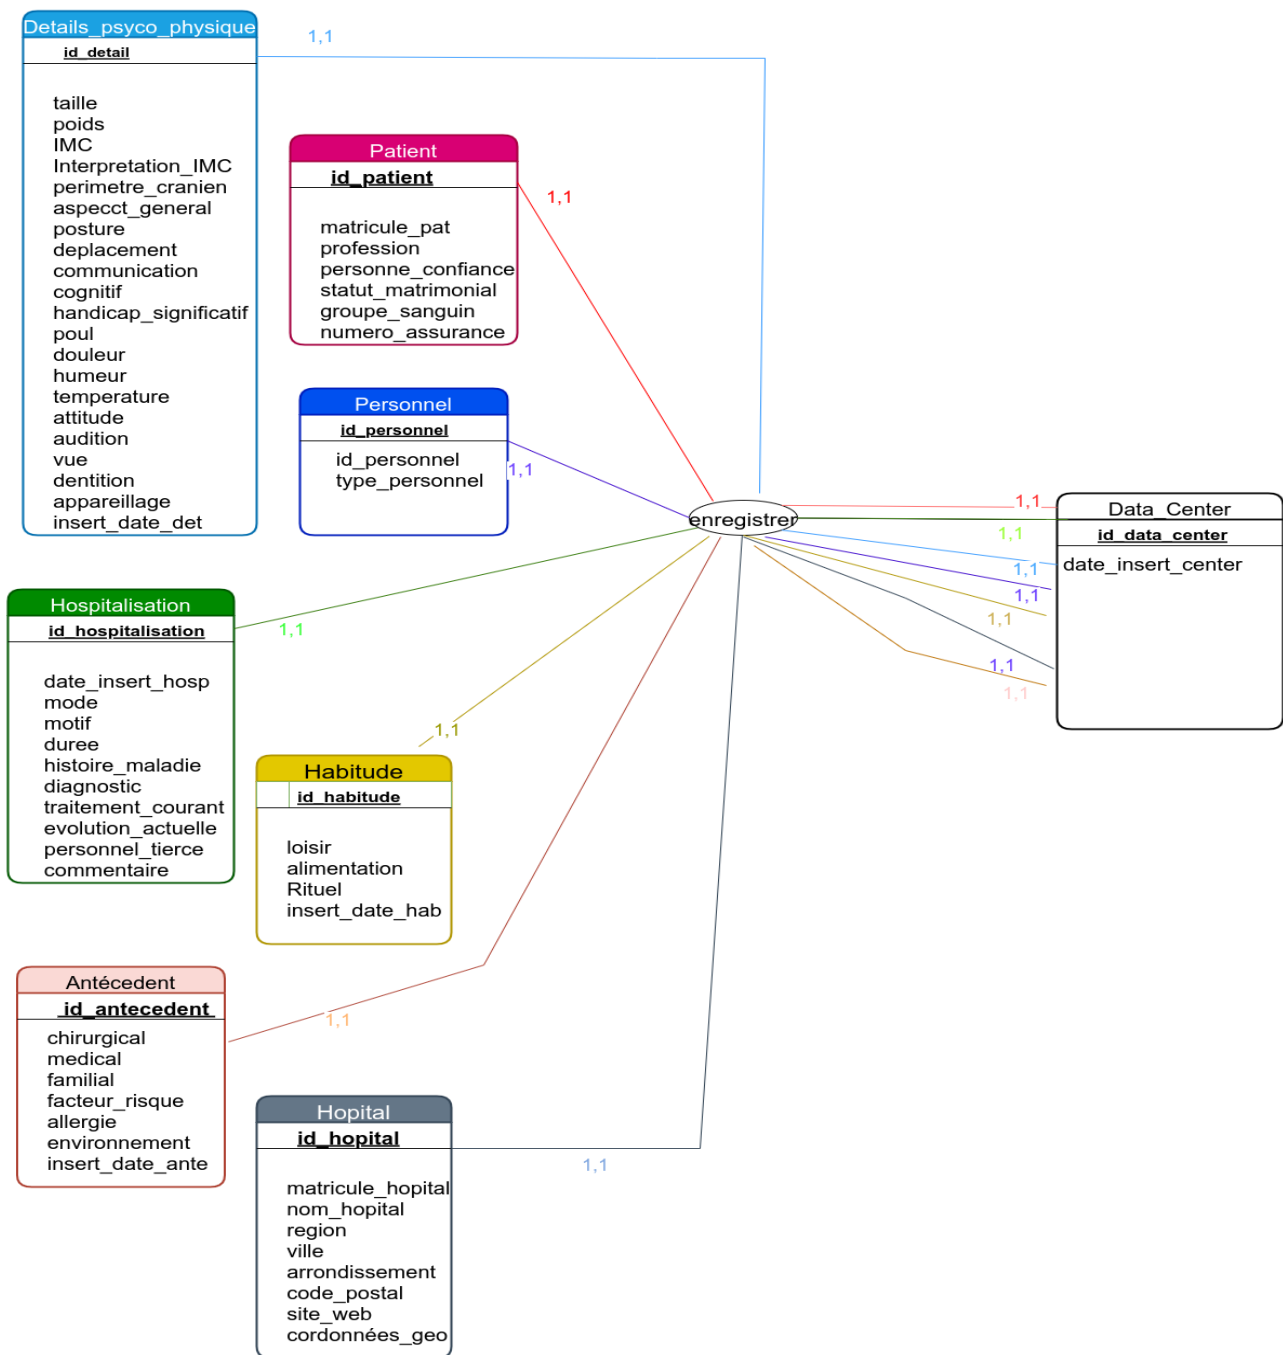 Details_psyco_physique
id_detail
taille
poids
IMC
Interpretation_IMC
perimetre_cranien
aspecct_general
posture
deplacement
communication
cognitif
handicap_significatif
poul
douleur
humeur
temperature
attitude
audition
vue
dentition
appareillage
insert_date_det
1,1
Patient
id_patient
matricule_pat
profession
personne_confiance
statut_matrimonial
groupe_sanguin
numero_assurance
1,1
Personnel
id_personnel
id_personnel
type_personnel
1,1
enregistrer
1,1
1,1
1,1
1,1
1,1
1,1
1,1
Data_Center
id_data_center
date_insert_center
Hospitalisation
id_hospitalisation
date_insert_hosp
mode
motif
duree
histoire_maladie
diagnostic
traitement_courant
evolution_actuelle
personnel_tierce
commentaire
1,1
Habitude
id_habitude
loisir
alimentation
Rituel
insert_date_hab
1,1
Antécedent
id_antecedent
chirurgical
medical
familial
facteur_risque
allergie
environnement
insert_date_ante
1,1
Hopital
id_hopital
matricule_hopital
nom_hopital
region
ville
arrondissement
code_postal
site_web
cordonnées_geo
1,1